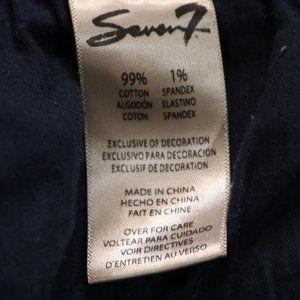 Seven7
99% 1%
COTTON SPANDEX
ALGODÓN ELASTINO
COTON SPANDEX
EXCLUSIVE OF DECORATION
EXCLUSIVO PARA DECORACIÓN
EXCLUSIF DE DECORATION
MADE IN CHINA
HECHO EN CHINA
FAIT EN CHINE
OVER FOR CARE
VOLTEAR PARA CUIDADO
VOIR DIRECTIVES
D'ENTRETIEN AU VERSO